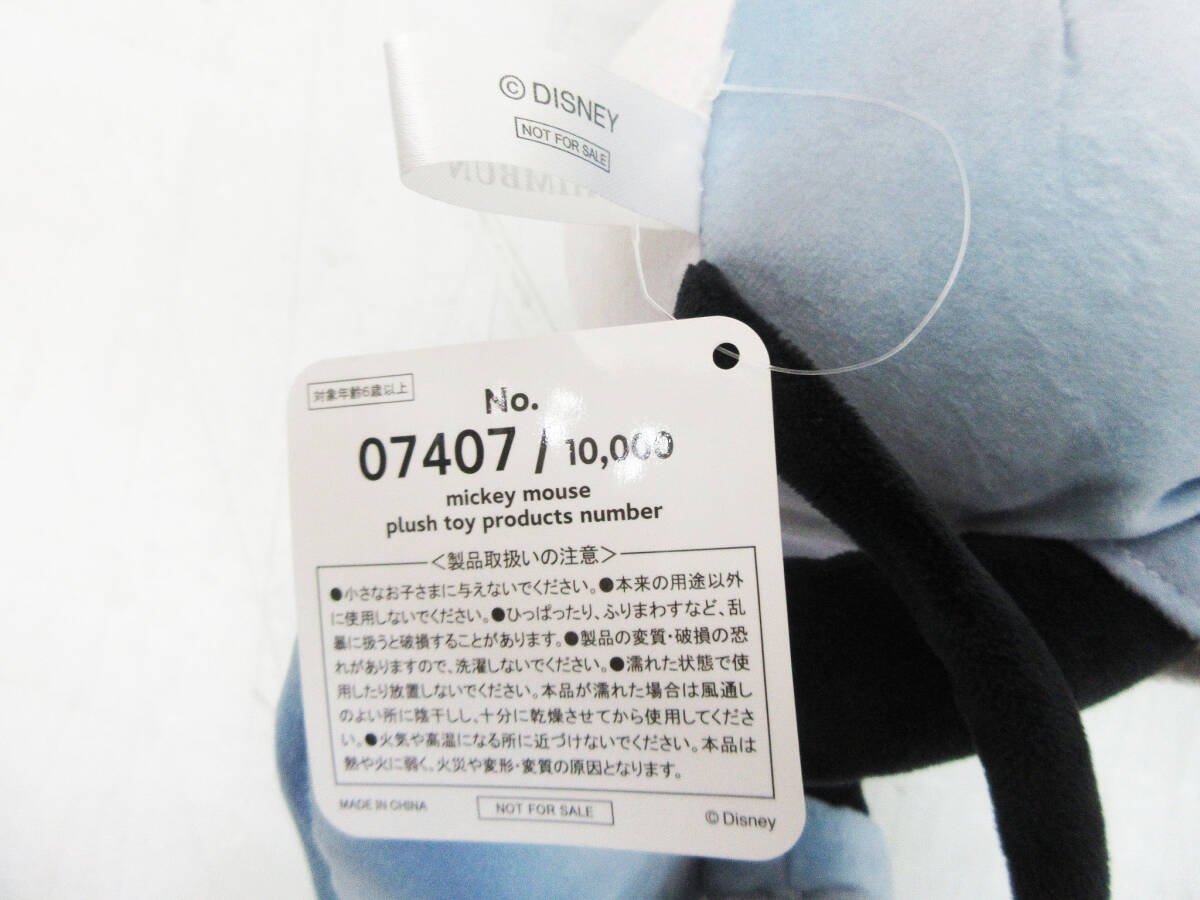 © DISNEY
NOT FOR SALE
対象年齢6歳以上
No.
07407 / 10,000
mickey mouse
plush toy products number
＜製品取扱いの注意＞
●小さなお子さまに与えないでください。●本来の用途以外
に使用しないでください。●ひっぱったり、ふりまわすなど、乱
暴に扱うと破損することがあります。●製品の変質・破損の恐
れがありますので、洗濯しないでください。●濡れた状態で使
用したり放置しないでください。本品が濡れた場合は風通し
のよい所に陰干しし、十分に乾燥させてから使用してくださ
い。●火気や高温になる所に近づけないでください。本品は
熱や火に弱く、火災や変形・変質の原因となります。
MADE IN CHINA
NOT FOR SALE
© Disney